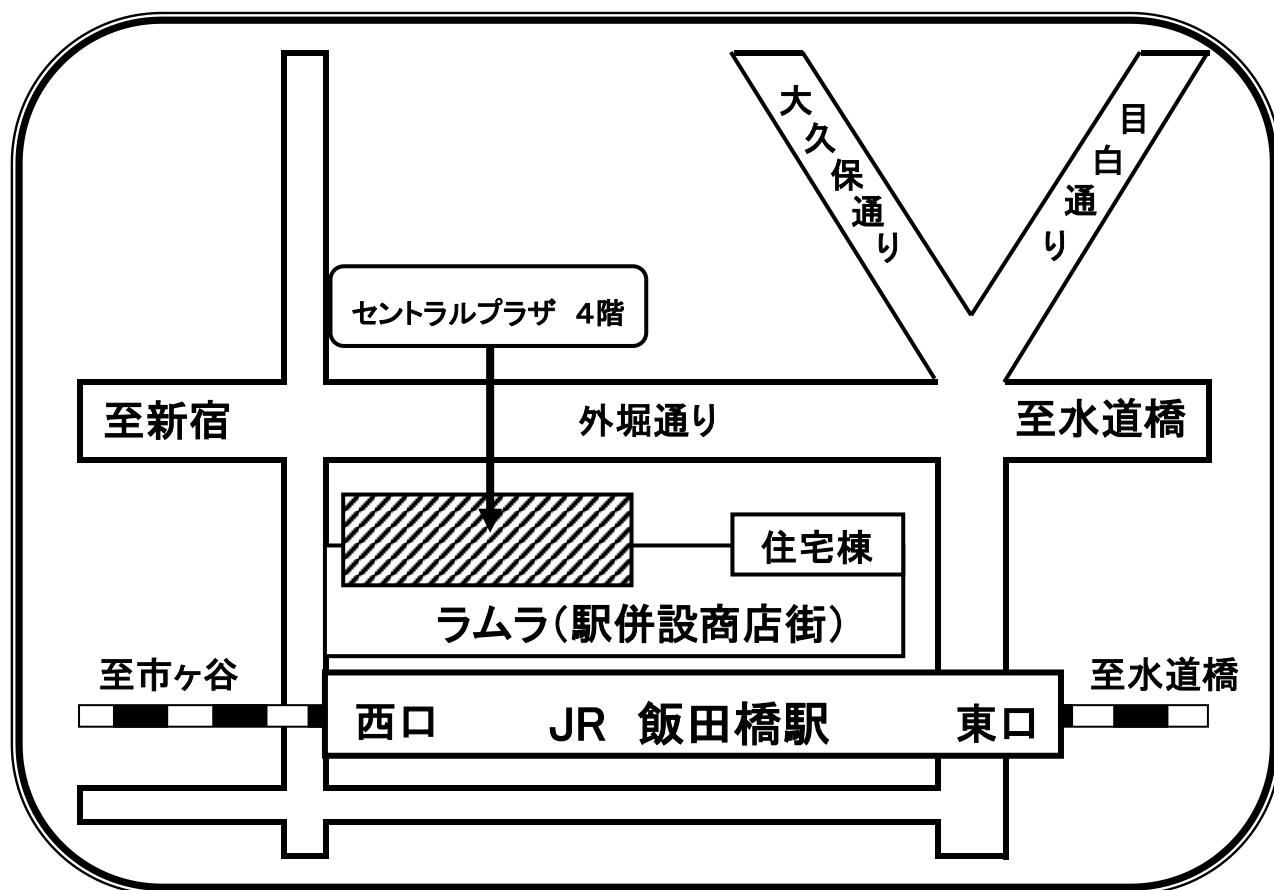 大久保通り
目白通り
セントラルプラザ ４階
至新宿
外堀通り
至水道橋
住宅棟
ラムラ（駅併設商店街）
至市ヶ谷
至水道橋
西口
JR 飯田橋駅
東口